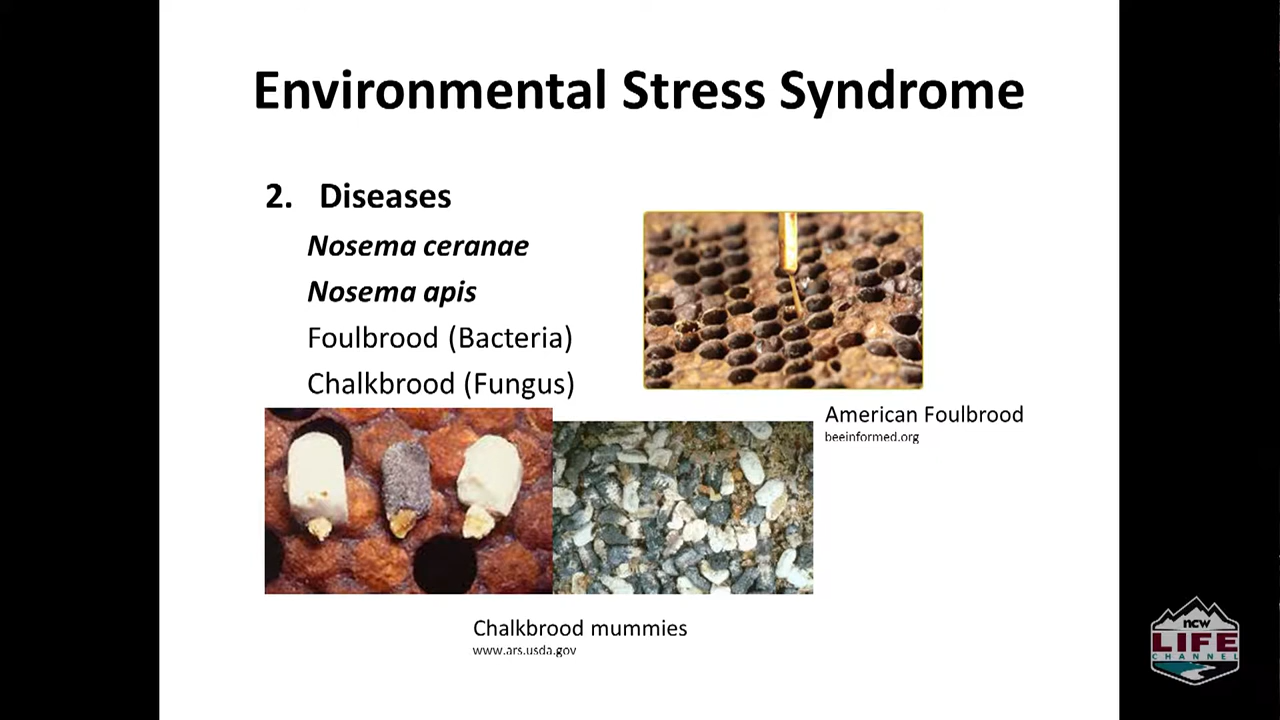 Environmental Stress Syndrome
2. Diseases
Nosema ceranae
Nosema apis
Foulbrood (Bacteria)
Chalkbrood (Fungus)
American Foulbrood
beeinformed.org
Chalkbrood mummies
www.ars.usda.gov
ncw
LIFE
CHANNEL